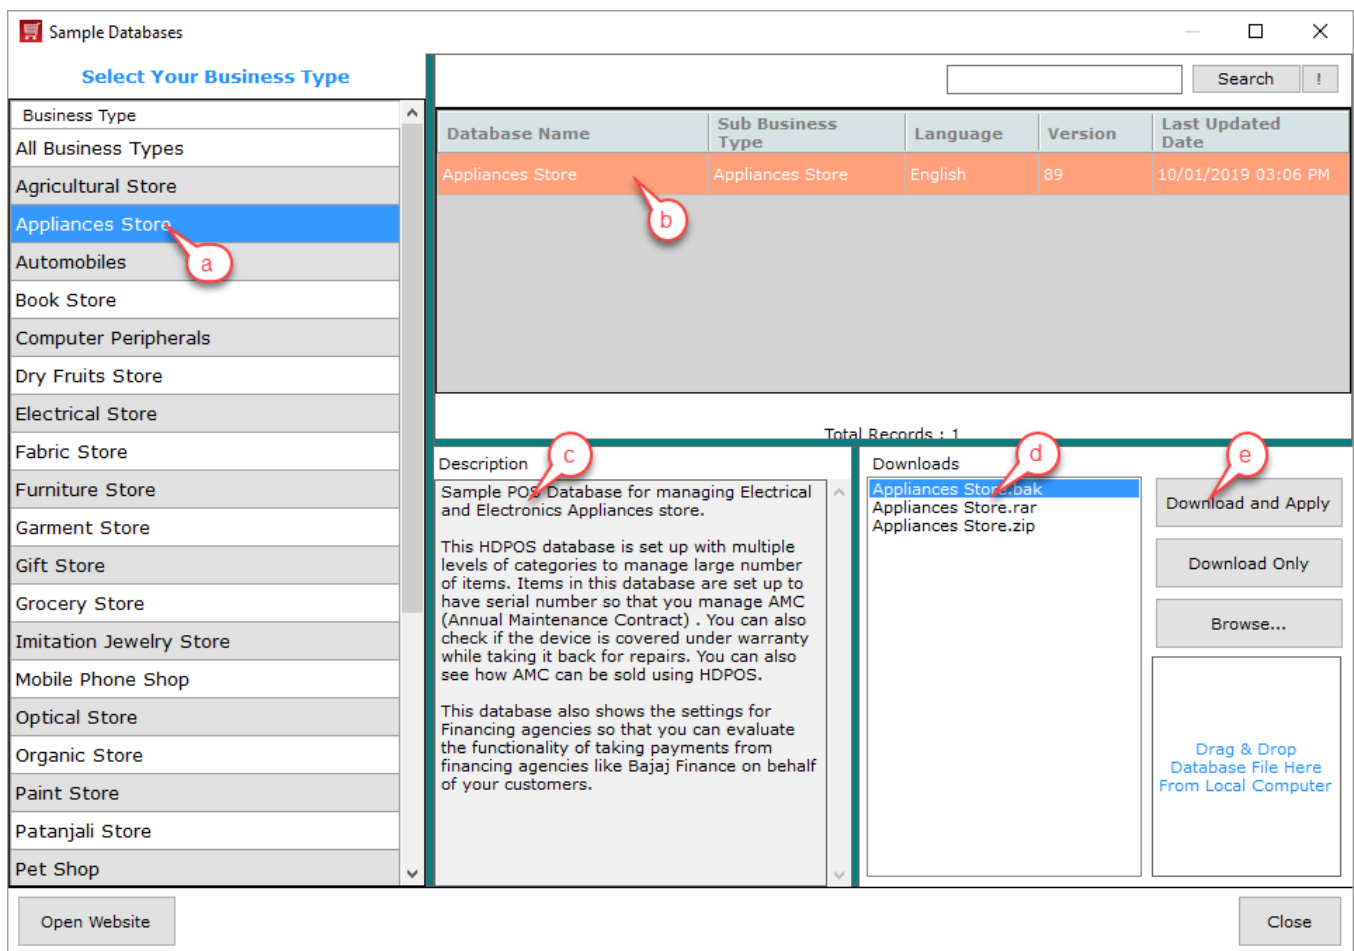 Sample Databases
Select Your Business Type
Search !
Business Type
All Business Types
Agricultural Store
Appliances Store
a
Automobiles
Book Store
Computer Peripherals
Dry Fruits Store
Electrical Store
Fabric Store
Furniture Store
Garment Store
Gift Store
Grocery Store
Imitation Jewelry Store
Mobile Phone Shop
Optical Store
Organic Store
Paint Store
Patanjali Store
Pet Shop
Database Name
Sub Business
Type
Language
Version
Last Updated
Date
Appliances Store Appliances Store English 89 10/01/2019 03:06 PM
b
Total Records : 1
Description
c
Sample POS Database for managing Electrical
and Electronics Appliances store.
This HDPOS database is set up with multiple
levels of categories to manage large number
of items. Items in this database are set up to
have serial number so that you manage AMC
(Annual Maintenance Contract) . You can also
check if the device is covered under warranty
while taking it back for repairs. You can also
see how AMC can be sold using HDPOS.
This database also shows the settings for
Financing agencies so that you can evaluate
the functionality of taking payments from
financing agencies like Bajaj Finance on behalf
of your customers.
Downloads
d
Appliances Store.bak
Appliances Store.rar
Appliances Store.zip
e
Download and Apply
Download Only
Browse...
Drag & Drop
Database File Here
From Local Computer
Open Website
Close